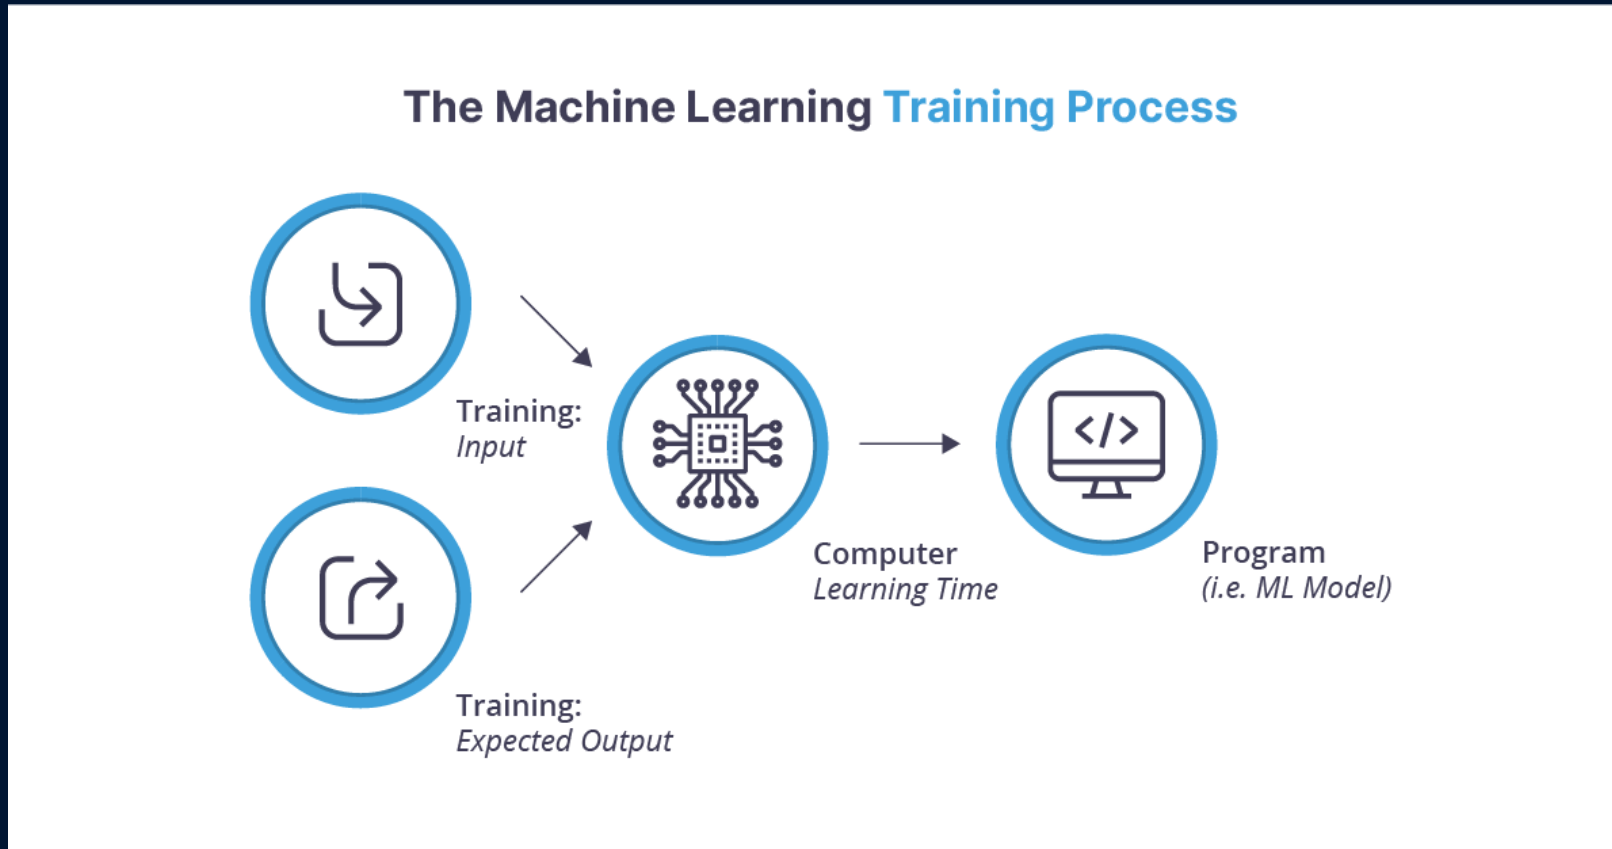 The Machine Learning Training Process
Training:
Input
Training:
Expected Output
Computer
Learning Time
</>
Program
(i.e. ML Model)